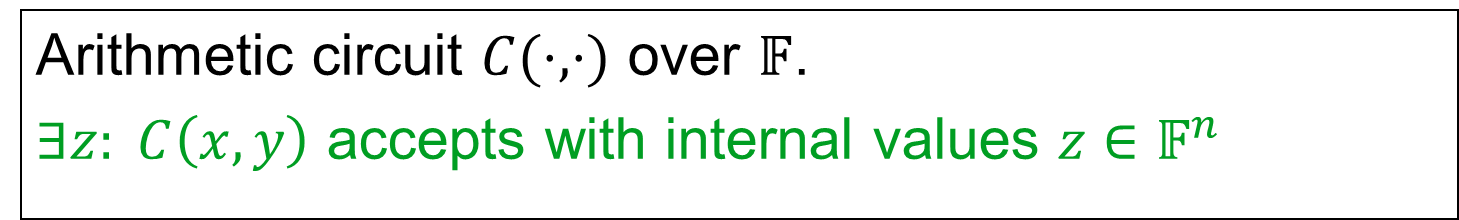 Arithmetic circuit 𝐶(⋅,⋅) over 𝔽.
∃𝑧: 𝐶(𝑥, 𝑦) accepts with internal values 𝑧 ∈ 𝔽ⁿ